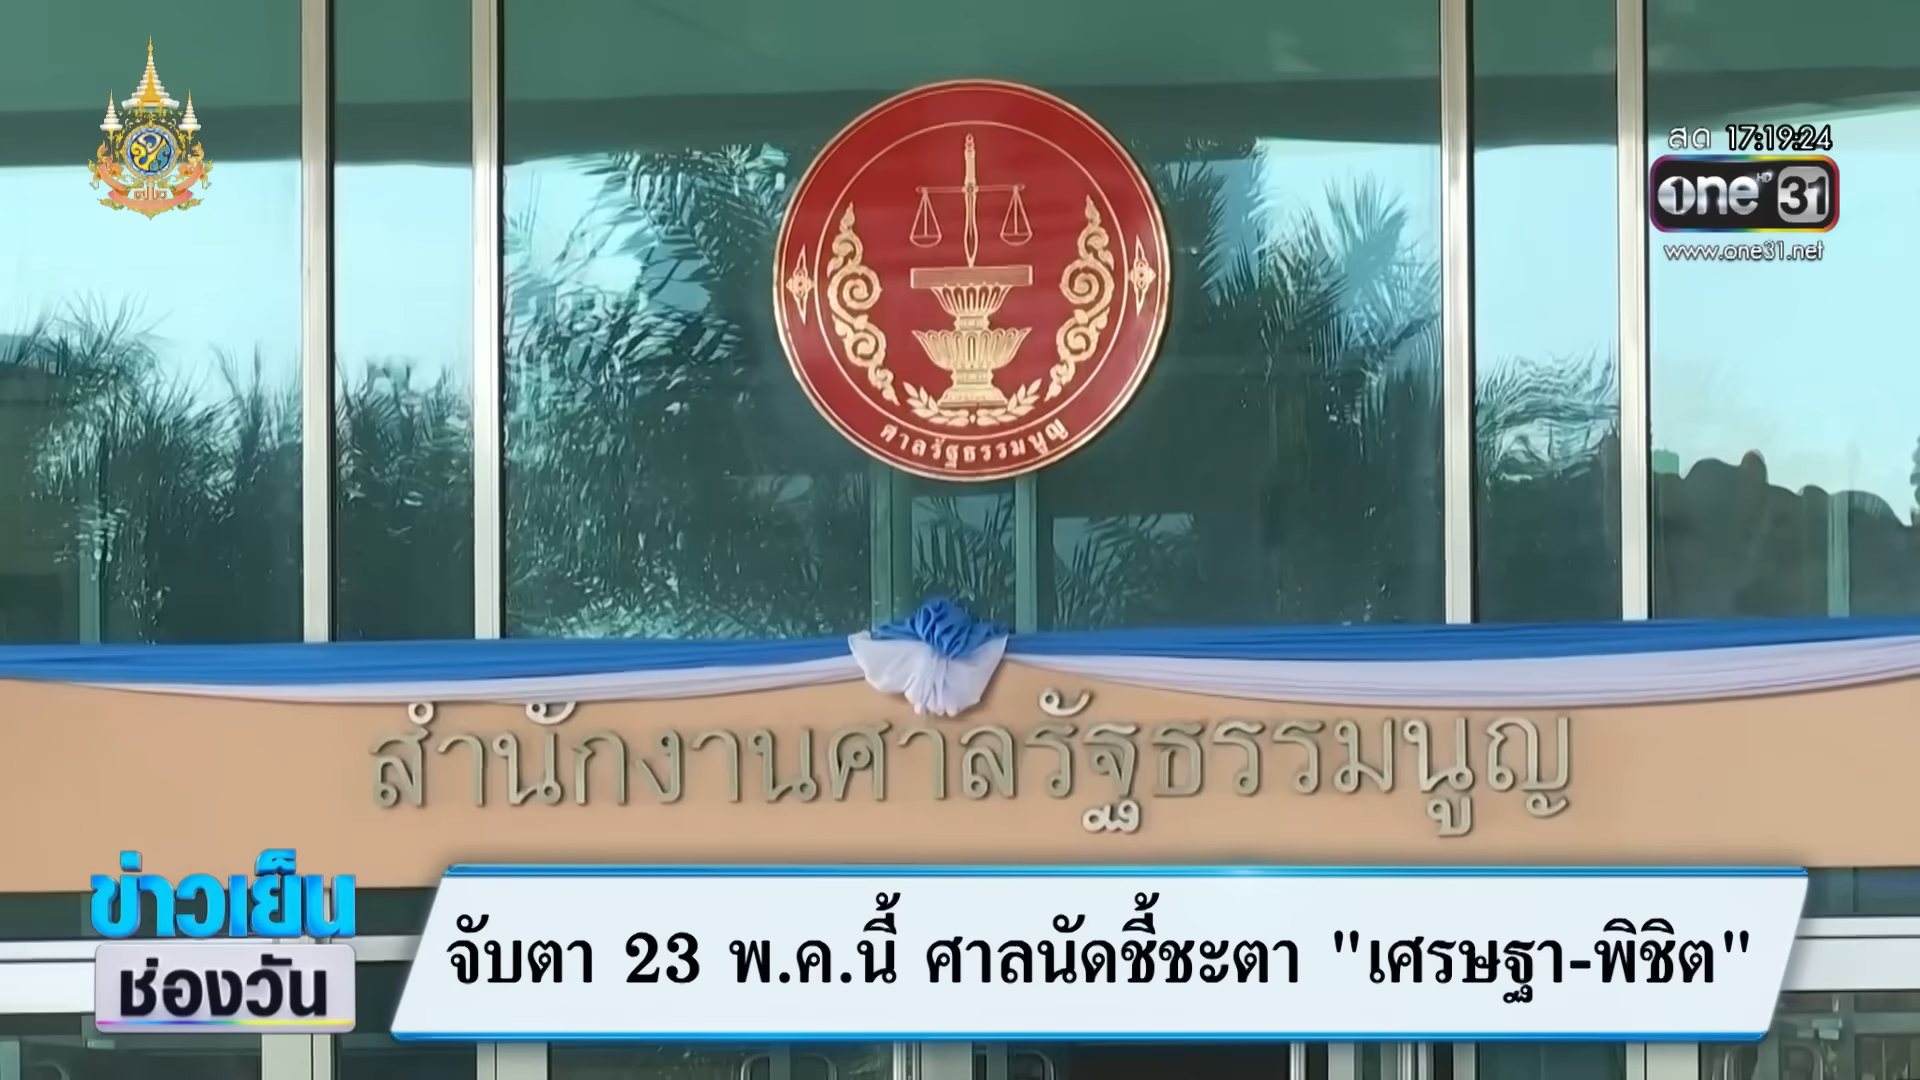 สด 17:19:24
one HD 31
www.one31.net
๗๒
ศาลรัฐธรรมนูญ
สำนักงานศาลรัฐธรรมนูญ
ข่าวเย็น
ช่องวัน
จับตา 23 พ.ค.นี้ ศาลนัดชี้ชะตา "เศรษฐา-พิชิต"